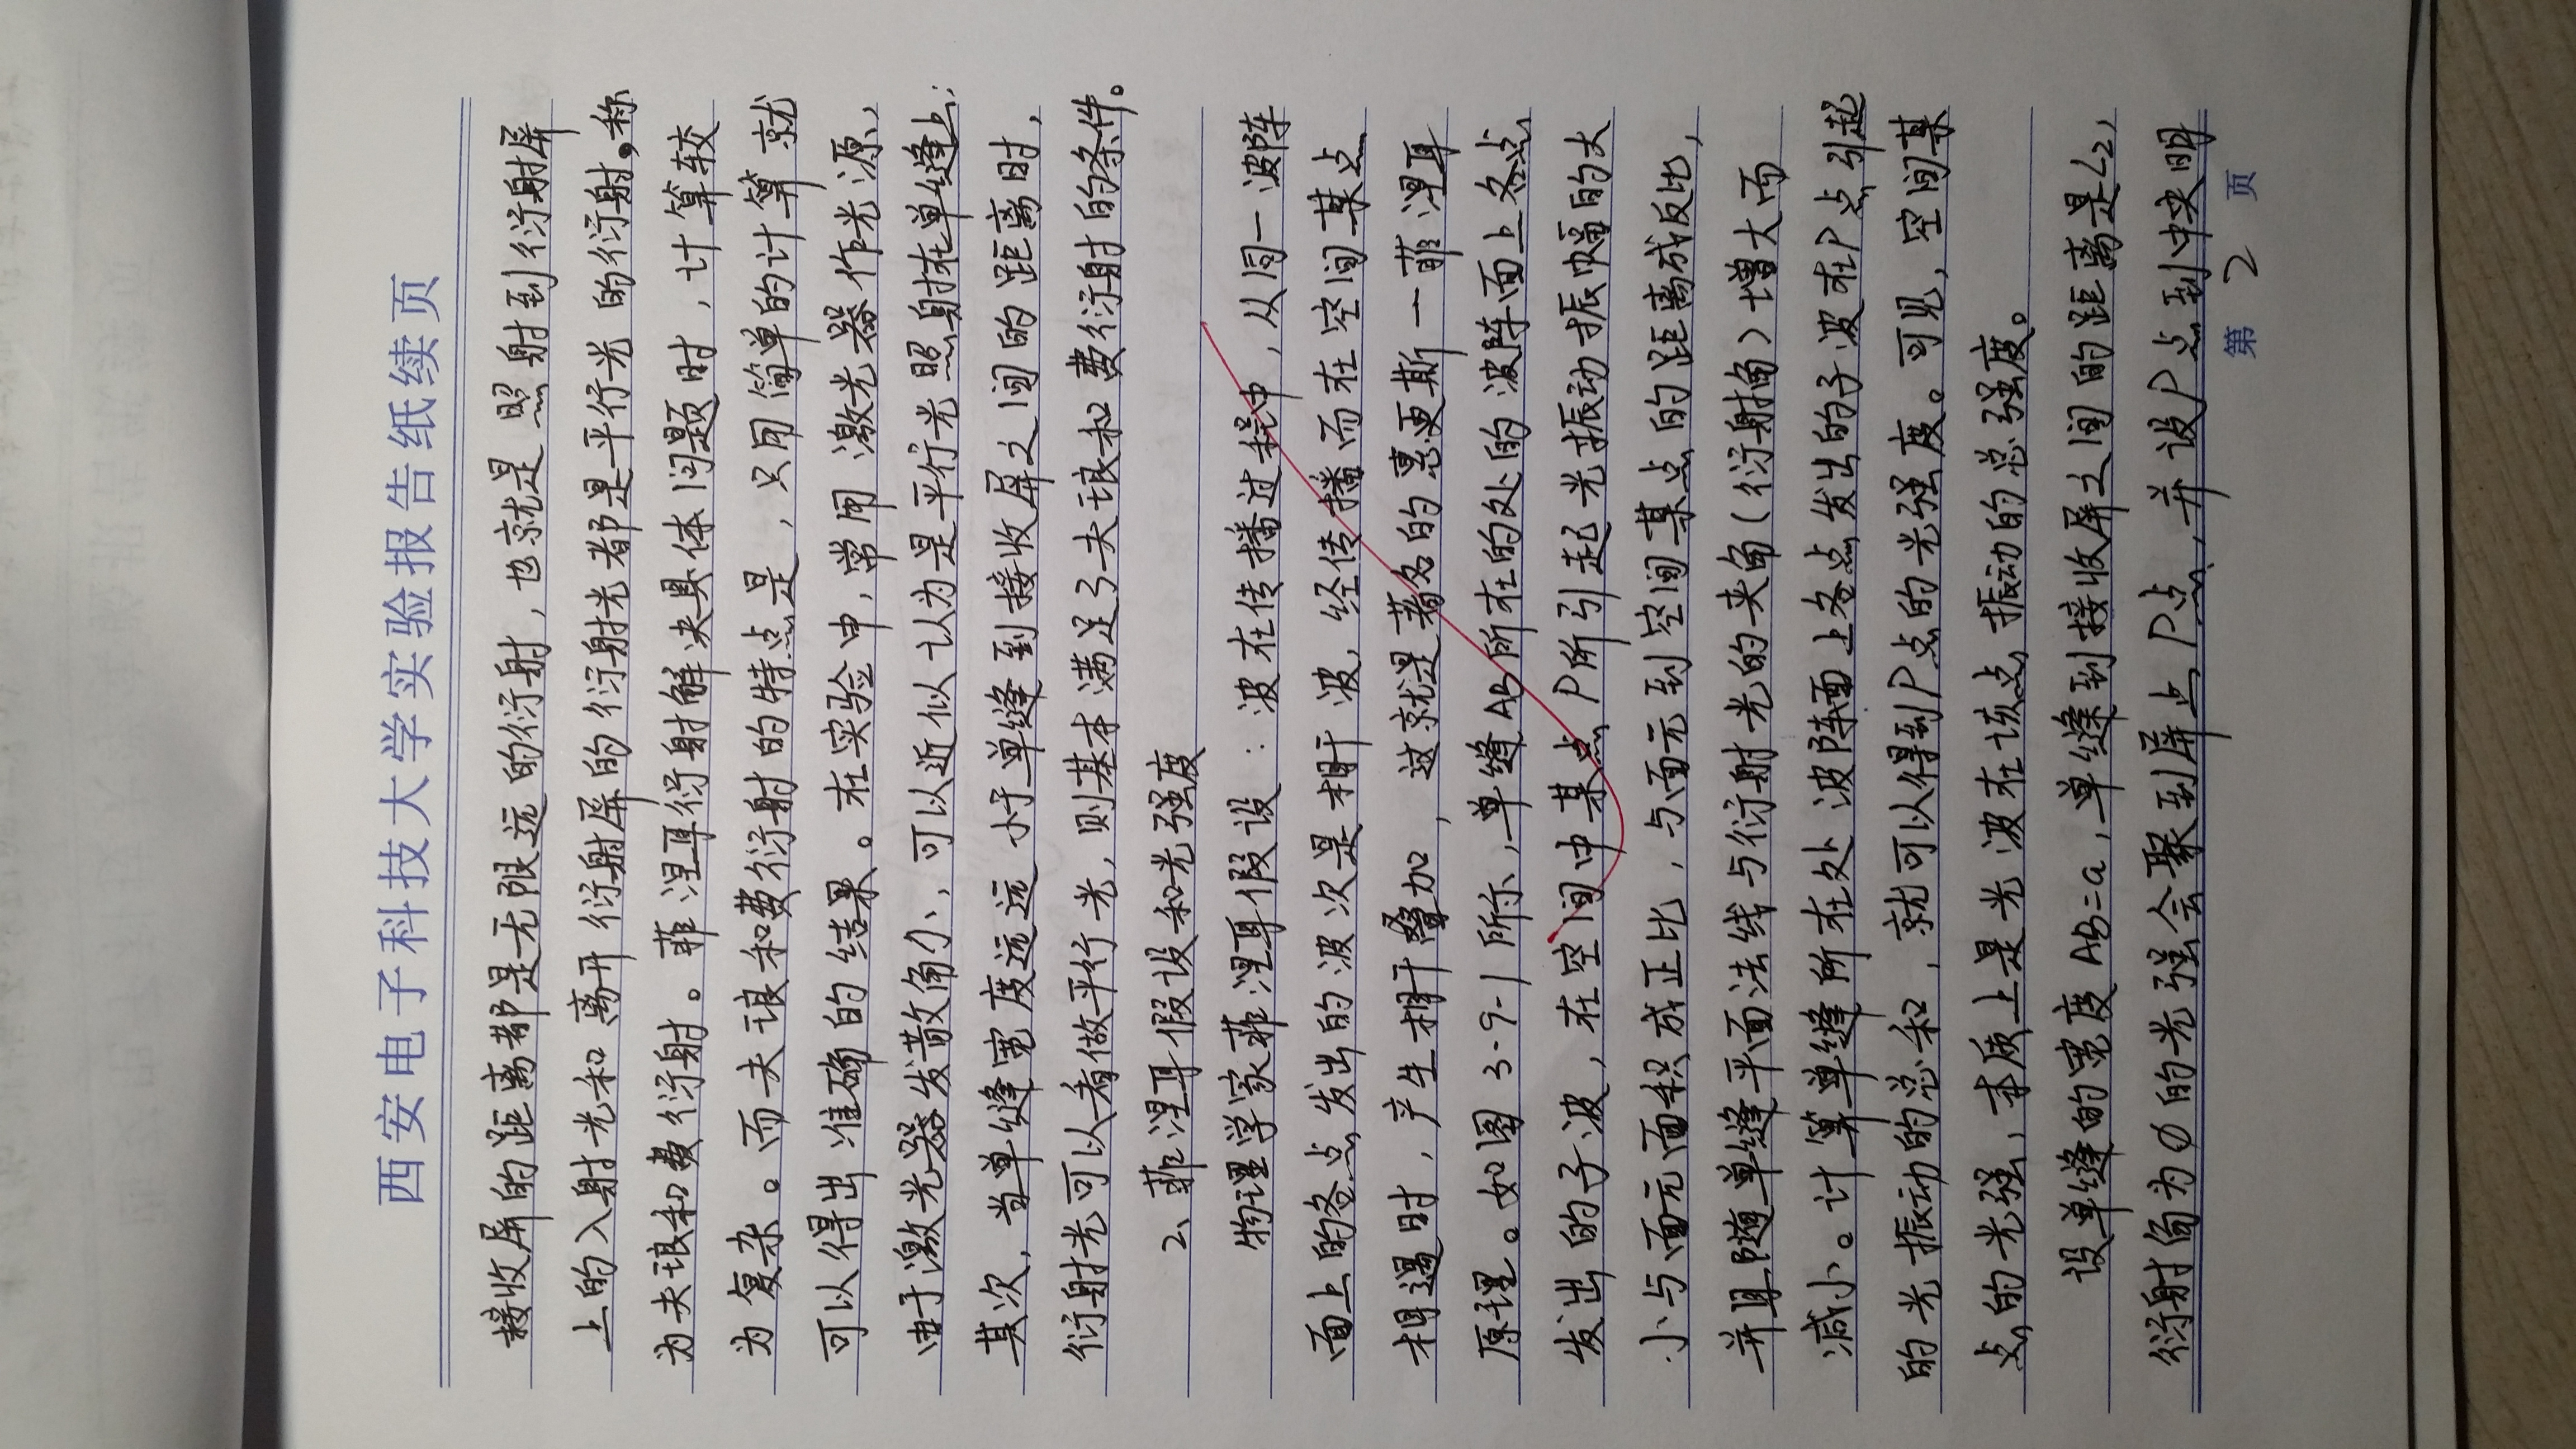 西安电子科技大学实验报告纸续页
接收屏的距离都是无限远的衍射，也就是照射到衍射屏
上的入射光和离开衍射屏的衍射光都是平行光的衍射，称
为夫琅和费衍射。菲涅耳衍射解决具体问题时，计算较
为复杂。而夫琅和费衍射的特点是，只用简单的计算就
可以得出准确的结果。在实验中，常用激光器作光源，
由于激光器发散角小，可以近似认为是平行光照射在单缝上；
其次，当单缝宽度远远小于单缝到接收屏之间的距离时，
衍射光可以看做平行光，则基本满足了夫琅和费衍射的条件。
2、菲涅耳假设和光强度
物理学家菲涅耳假设：波在传播过程中，从同一波阵
面上的各点发出的波次是相干波，经传播而在空间某点
相遇时，产生相干叠加，这就是著名的惠更斯一菲涅耳
原理。如图3-9-1所示，单缝AB所在的处的波阵面上各点
发出的子波，在空间中某点P所引起光振动振幅的大
小与面元面积成正比，与面元到空间某点的距离成反比，
并且随单缝平面法线与衍射光的夹角（衍射角）增大而
减小。计算单缝所在处波阵面上各点发出的子波在P点引起
的光振动的总和，就可以得到P点的光强度。可见，空间某
点的光强，本质上是光波在该点振动的总强度。
设单缝的宽度AB=a，单缝到接收屏之间的距离是L2，
衍射角为ϕ的光强会聚到屏上P点，并设P点到中央明
第 2 页